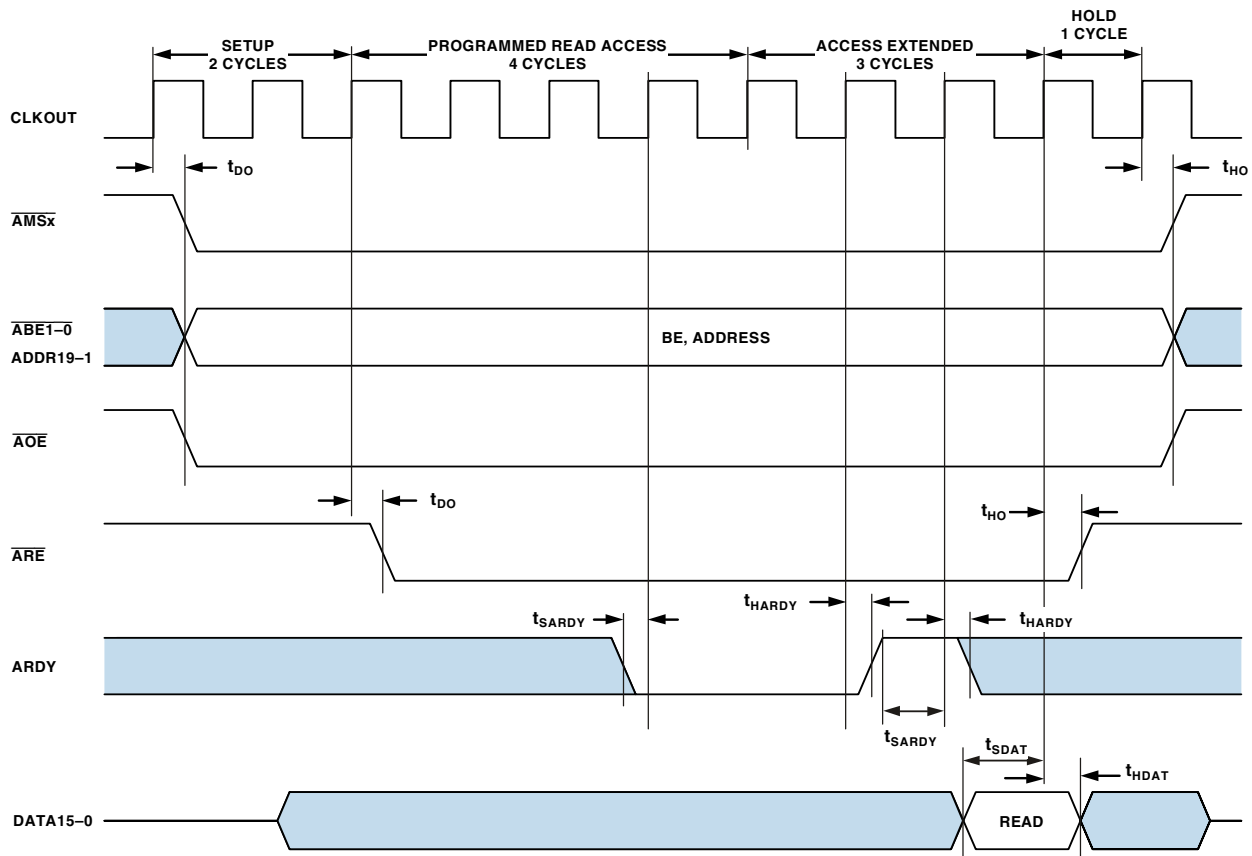 HOLD
1 CYCLE
SETUP
2 CYCLES
PROGRAMMED READ ACCESS
4 CYCLES
ACCESS EXTENDED
3 CYCLES
CLKOUT
tDO
tHO
AMSx
ABE1–0
ADDR19–1
BE, ADDRESS
AOE
tDO
tHO
ARE
tSARDY
tHARDY
tHARDY
ARDY
tSARDY
tSDAT
tHDAT
DATA15–0
READ